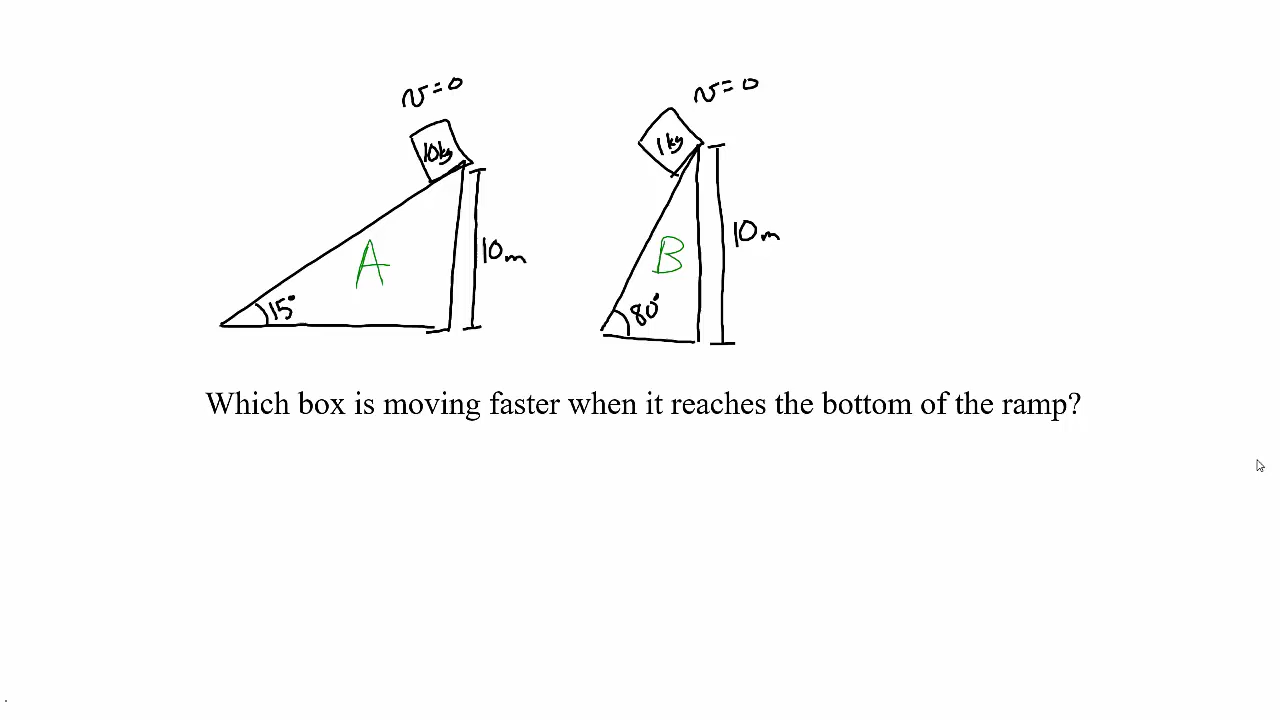 v=0
v=0
10kg
1kg
10m
10m
A
B
15°
80°
Which box is moving faster when it reaches the bottom of the ramp?